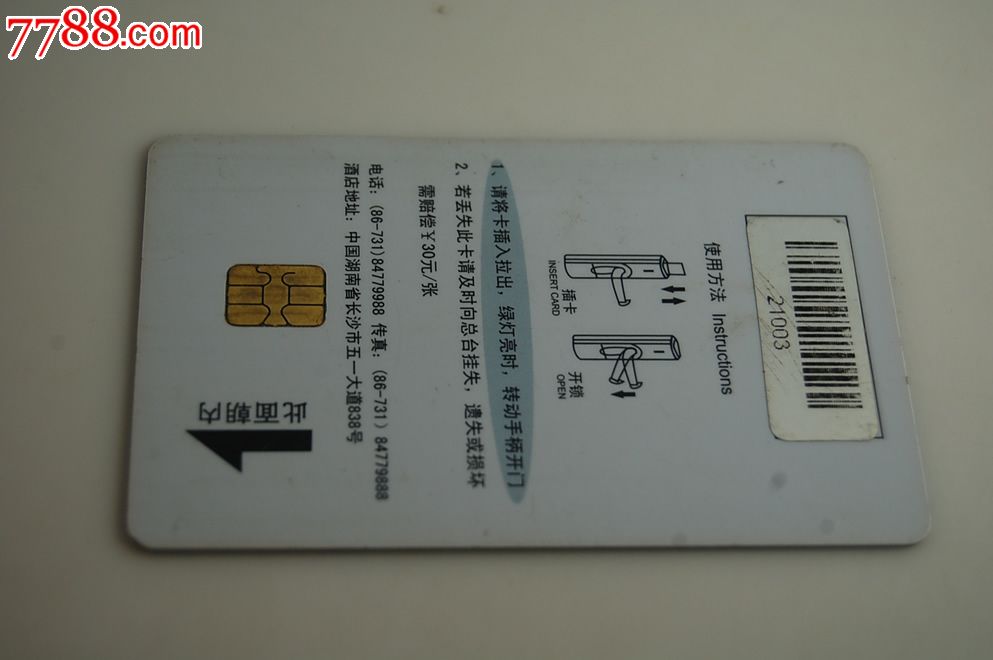 7788.com
21003
使用方法 Instructions
插卡
INSERT CARD
开锁
OPEN
1、请将卡插入拉出，绿灯亮时，转动手柄开门
2、若丢失此卡请及时向总台挂失，遗失或损坏
需赔偿￥30元/张
电话：(86-731)84779988 传真：(86-731) 84779888
酒店地址：中国湖南省长沙市五一大道838号
此面朝内